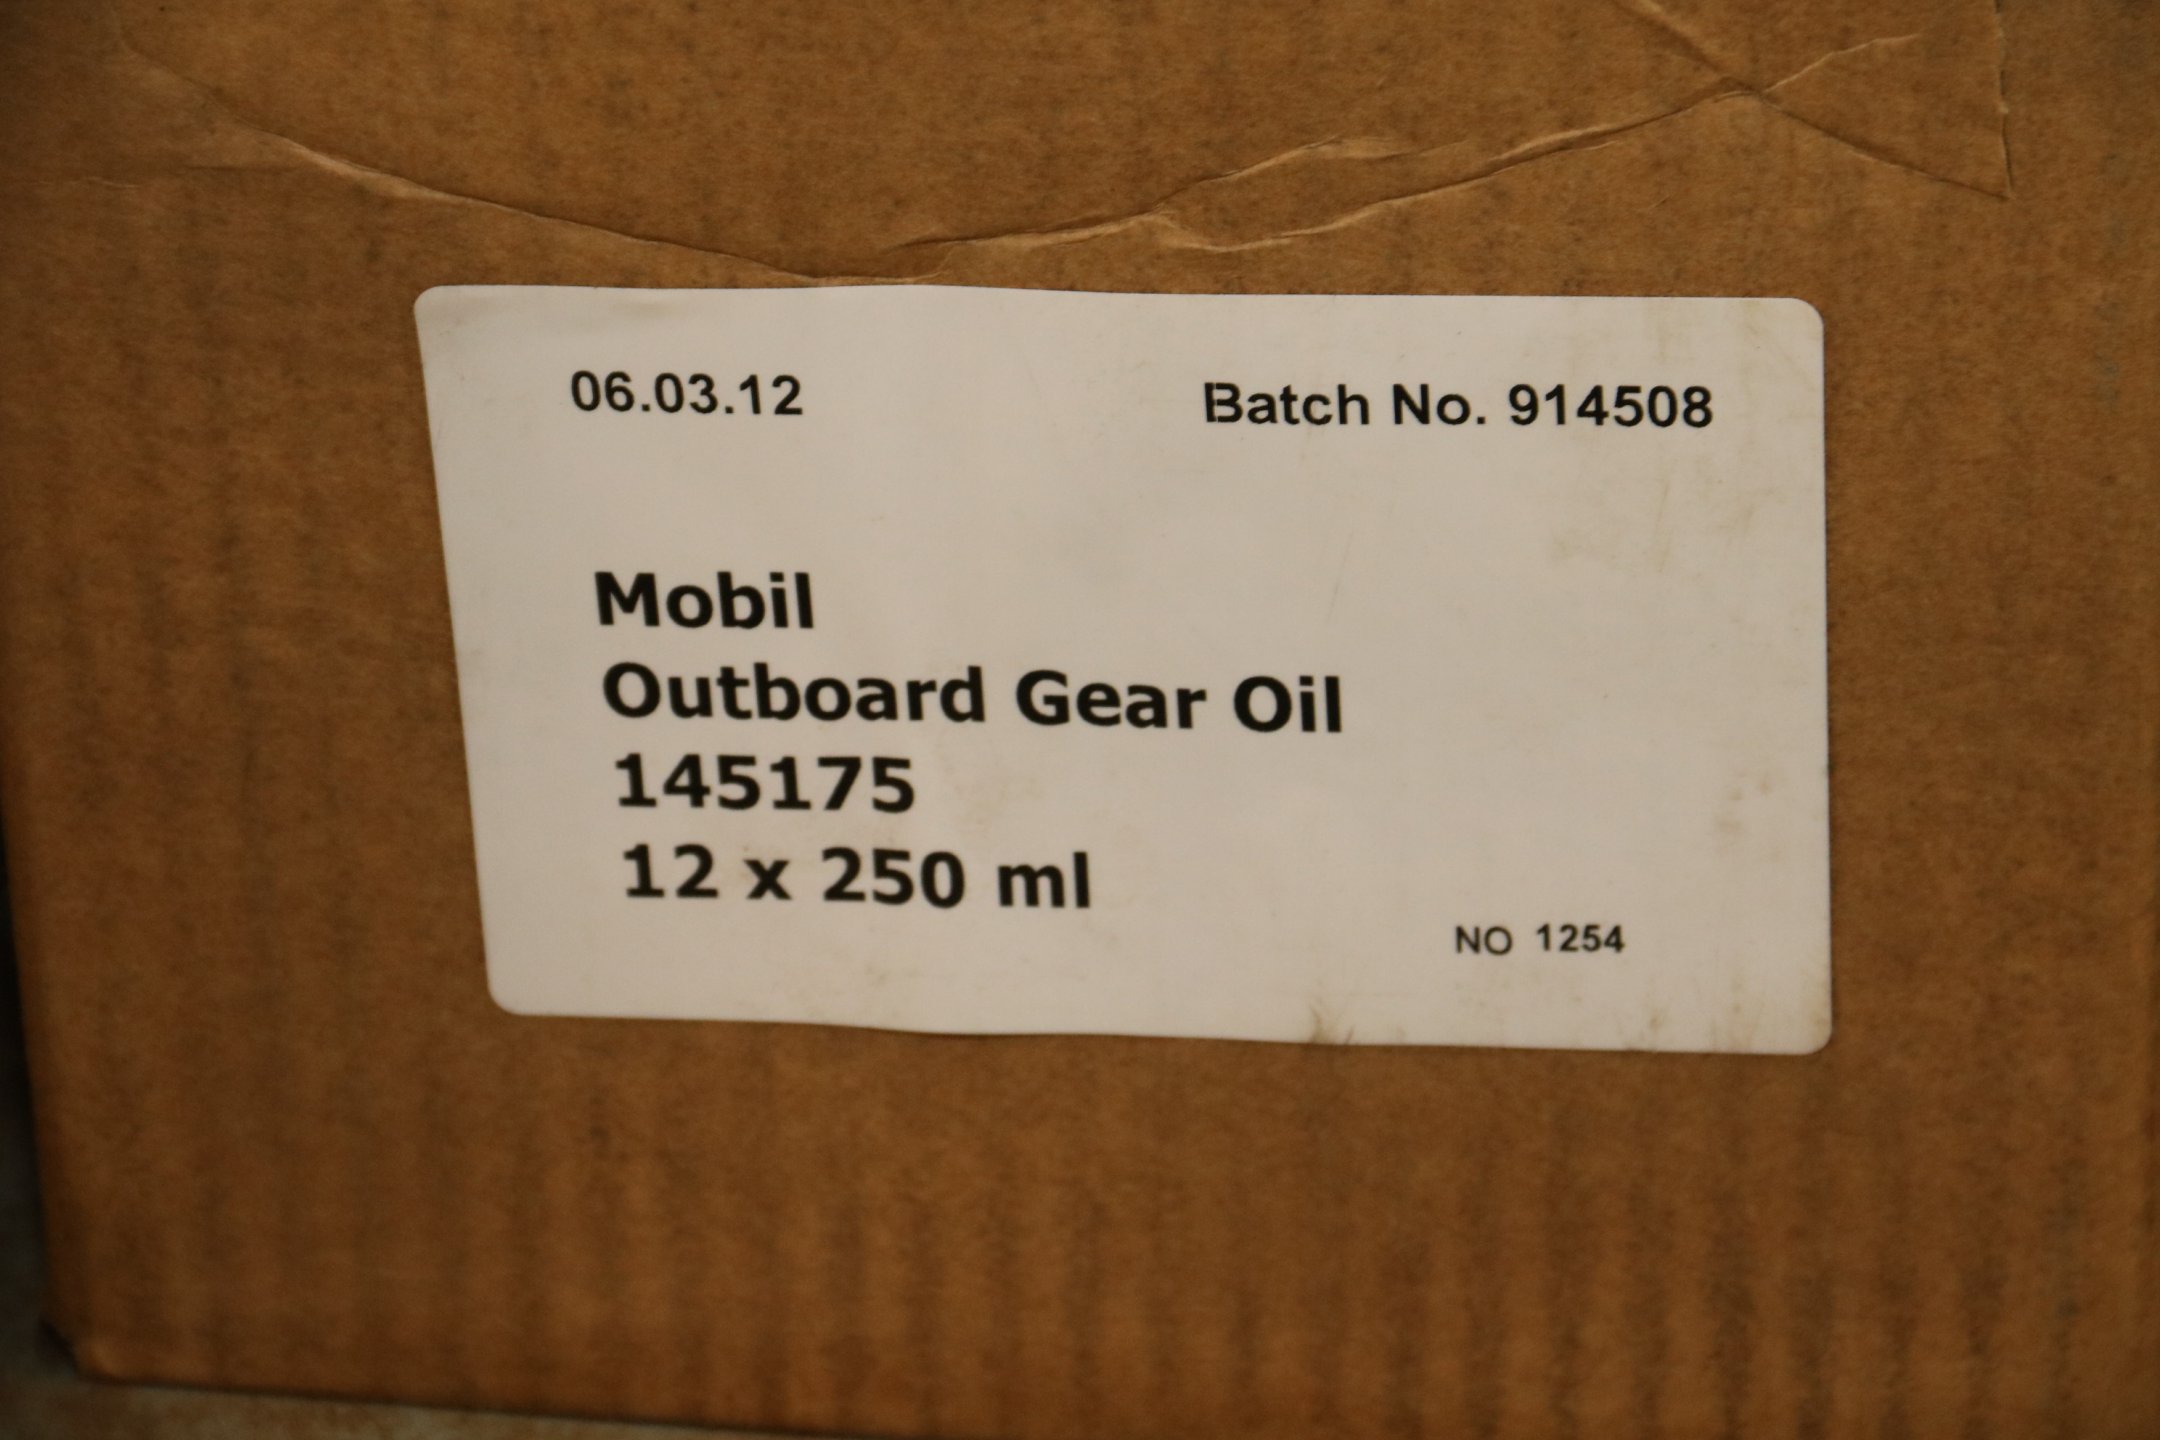 06.03.12 Batch No. 914508
Mobil
Outboard Gear Oil
145175
12 x 250 ml
NO 1254